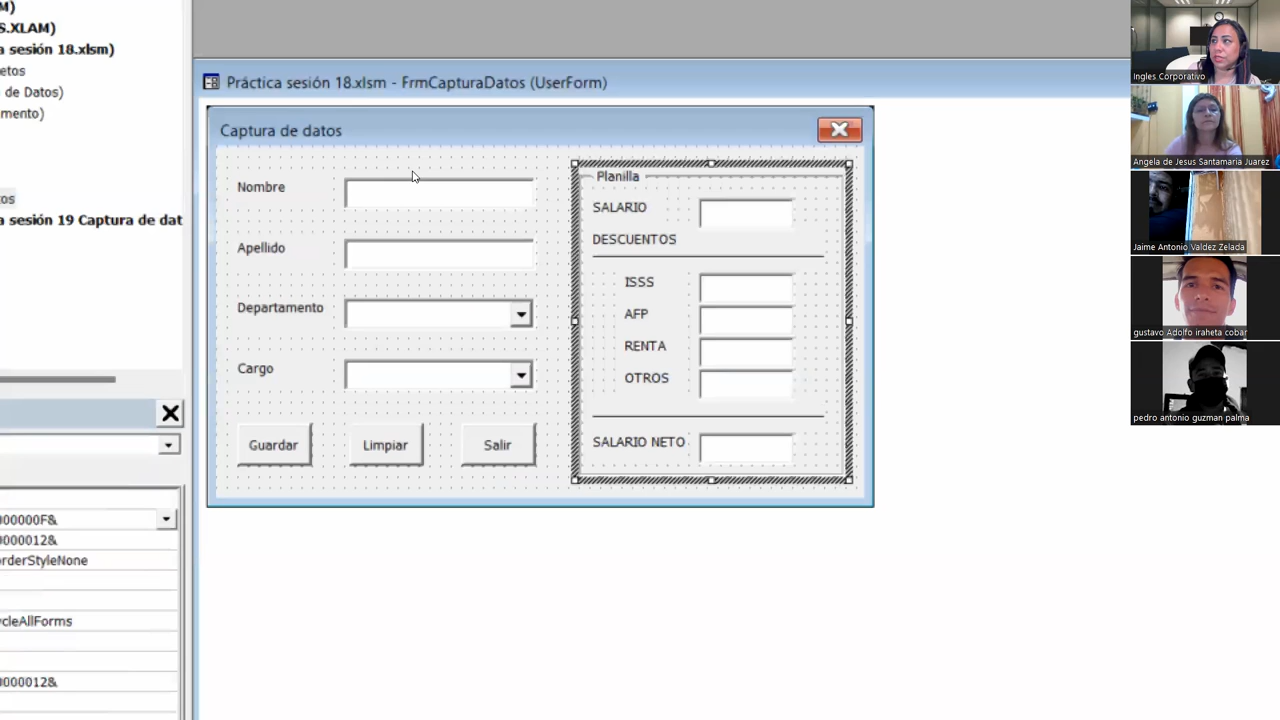 S.XLAM)
a sesión 18.xlsm)
etos
de Datos)
mento)
os
a sesión 19 Captura de dat
000000F&
0000012&
orderStyleNone
ycleAllForms
0000012&
Práctica sesión 18.xlsm - FrmCapturaDatos (UserForm)
Captura de datos
Nombre
Apellido
Departamento
Cargo
Guardar
Limpiar
Salir
Planilla
SALARIO
DESCUENTOS
ISSS
AFP
RENTA
OTROS
SALARIO NETO
Ingles Corporativo
Angela de Jesus Santamaria Juarez
Jaime Antonio Valdez Zelada
gustavo Adolfo iraheta cobar
pedro antonio guzman palma